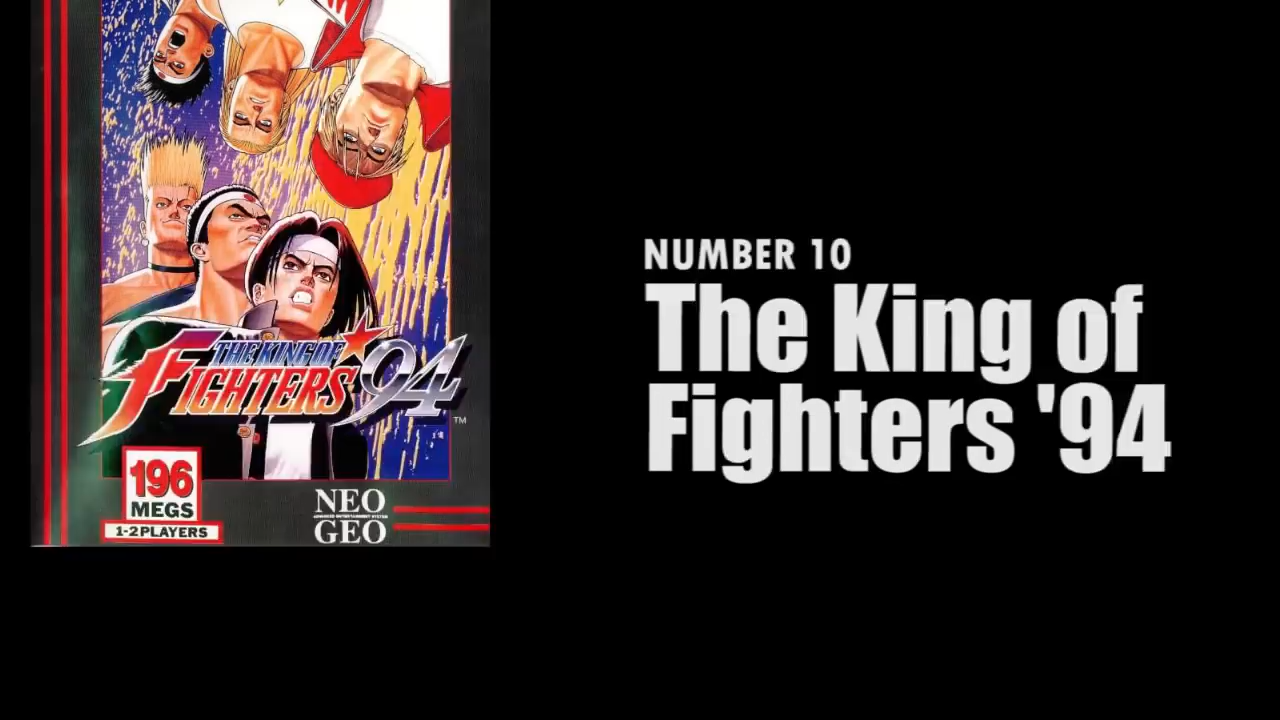 THE KING OF
FIGHTERS '94
TM
196
MEGS
1-2 PLAYERS
NEO
GEO
NUMBER 10
The King of
Fighters '94